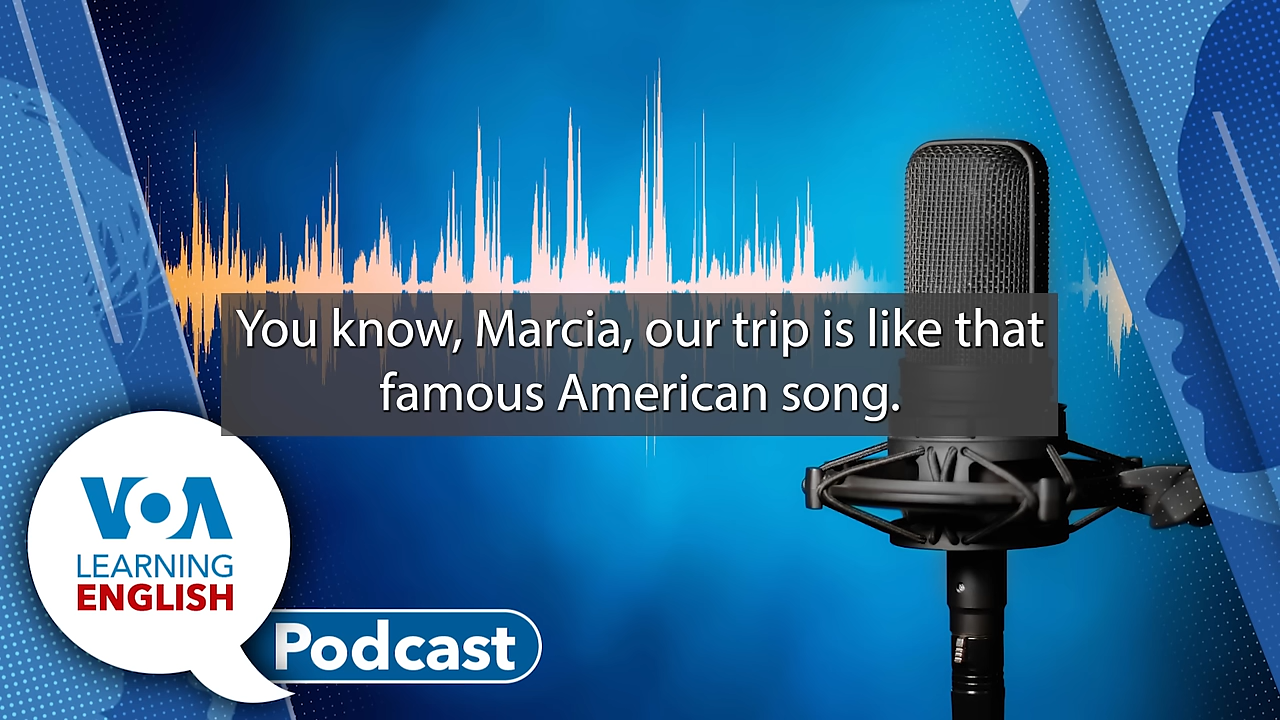 You know, Marcia, our trip is like that
famous American song.
VOA
LEARNING
ENGLISH
Podcast